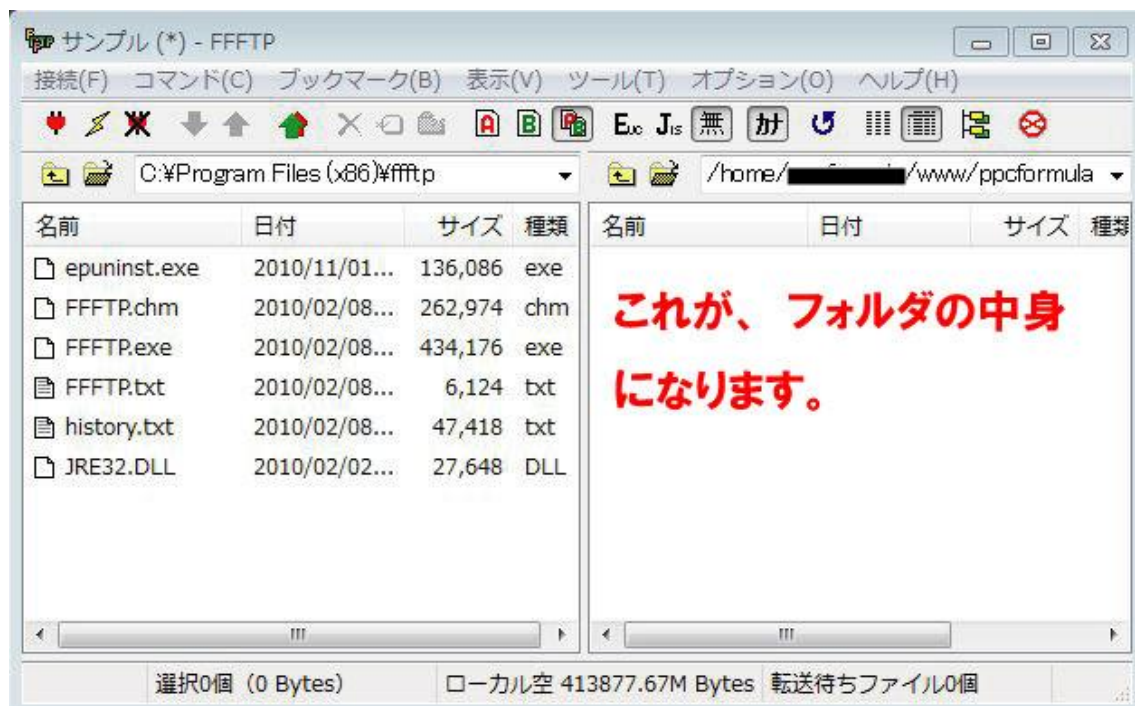 サンプル (*) - FFFTP
接続(F) コマンド(C) ブックマーク(B) 表示(V) ツール(T) オプション(O) ヘルプ(H)
A B Euc Jis 無 カナ
C:¥Program Files (x86)¥ffftp
/home/ /www/ppcformula
名前 日付 サイズ 種類
epuninst.exe 2010/11/01... 136,086 exe
FFFTP.chm 2010/02/08... 262,974 chm
FFFTP.exe 2010/02/08... 434,176 exe
FFFTP.txt 2010/02/08... 6,124 txt
history.txt 2010/02/08... 47,418 txt
JRE32.DLL 2010/02/02... 27,648 DLL
名前 日付 サイズ 種類
これが、フォルダの中身
になります。
選択0個 (0 Bytes) ローカル空 413877.67M Bytes 転送待ちファイル0個